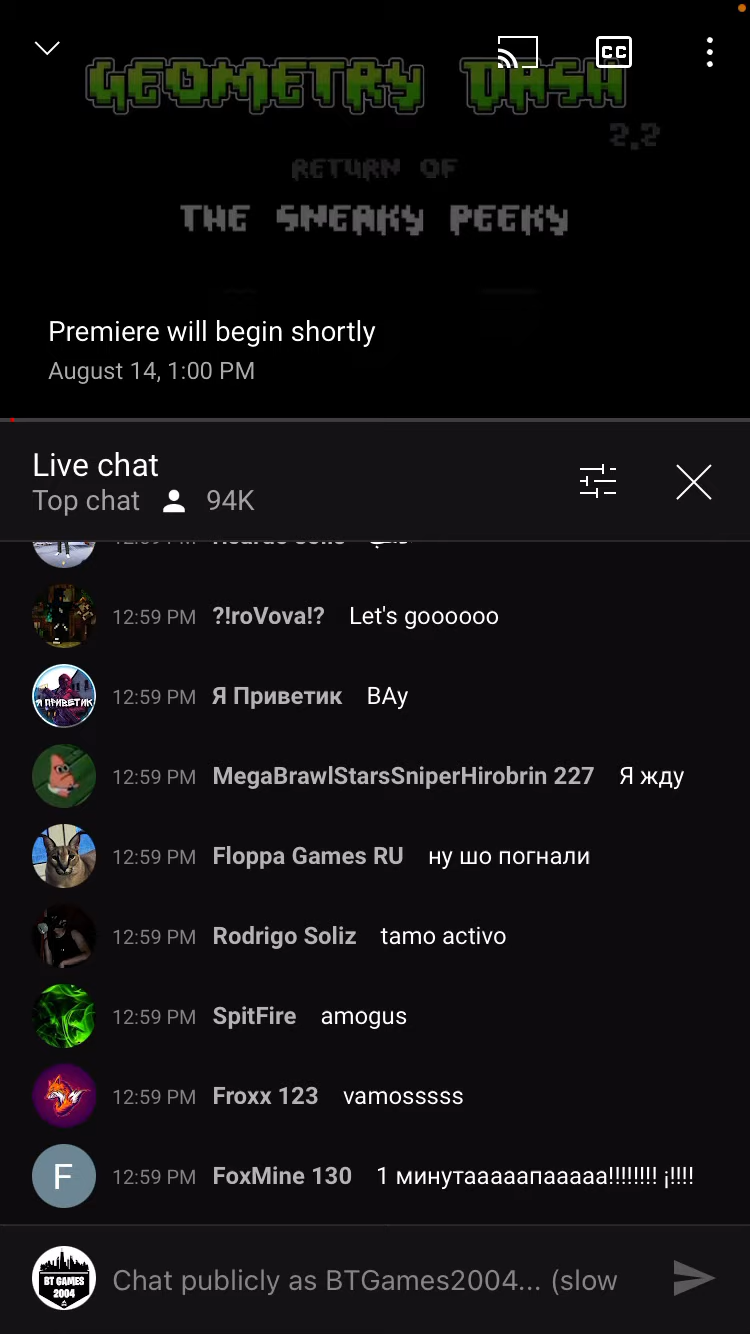 CC
GEOMETRY DASH
2.2
RETURN OF
THE SNEAKY PEEKY
Premiere will begin shortly
August 14, 1:00 PM
Live chat
Top chat 94K
12:59 PM ?!roVova!? Let's goooooo
Я ПРИВЕТИК
12:59 PM Я Приветик ВАу
12:59 PM MegaBrawlStarsSniperHirobrin 227 Я жду
12:59 PM Floppa Games RU ну шо погнали
12:59 PM Rodrigo Soliz tamo activo
12:59 PM SpitFire amogus
12:59 PM Froxx 123 vamosssss
F
12:59 PM FoxMine 130 1 минутааааапааааа!!!!!!!! ¡!!!!
BT GAMES
2004
Chat publicly as BTGames2004... (slow